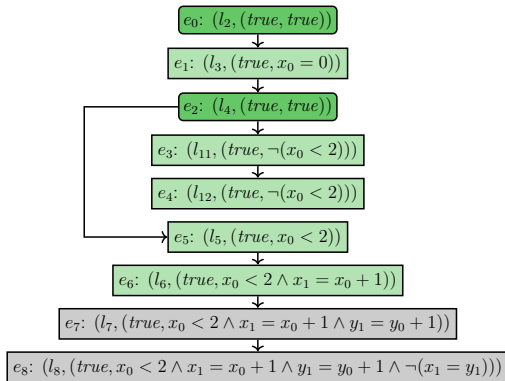 e₀: (l₂, (true, true))
e₁: (l₃, (true, x₀ = 0))
e₂: (l₄, (true, true))
e₃: (l₁₁, (true, ¬(x₀ < 2)))
e₄: (l₁₂, (true, ¬(x₀ < 2)))
e₅: (l₅, (true, x₀ < 2))
e₆: (l₆, (true, x₀ < 2 ∧ x₁ = x₀ + 1))
e₇: (l₇, (true, x₀ < 2 ∧ x₁ = x₀ + 1 ∧ y₁ = y₀ + 1))
e₈: (l₈, (true, x₀ < 2 ∧ x₁ = x₀ + 1 ∧ y₁ = y₀ + 1 ∧ ¬(x₁ = y₁)))